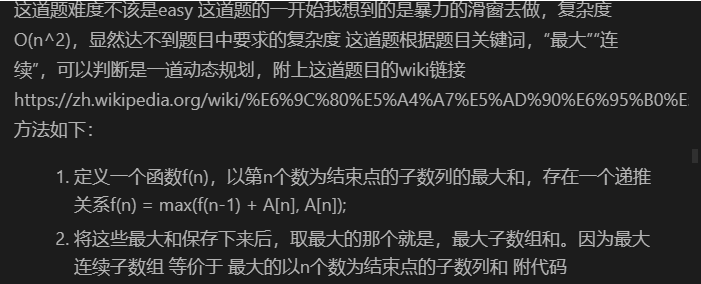 这道题难度不该是easy 这道题的一开始我想到的是暴力的滑窗去做，复杂度
O(n^2)，显然达不到题目中要求的复杂度 这道题根据题目关键词，“最大”“连
续”，可以判断是一道动态规划，附上这道题目的wiki链接
https://zh.wikipedia.org/wiki/%E6%9C%80%E5%A4%A7%E5%AD%90%E6%95%B0%E
方法如下：
1. 定义一个函数f(n)，以第n个数为结束点的子数列的最大和，存在一个递推
关系f(n) = max(f(n-1) + A[n], A[n]);
2. 将这些最大和保存下来后，取最大的那个就是，最大子数组和。因为最大
连续子数组 等价于 最大的以n个数为结束点的子数列和 附代码